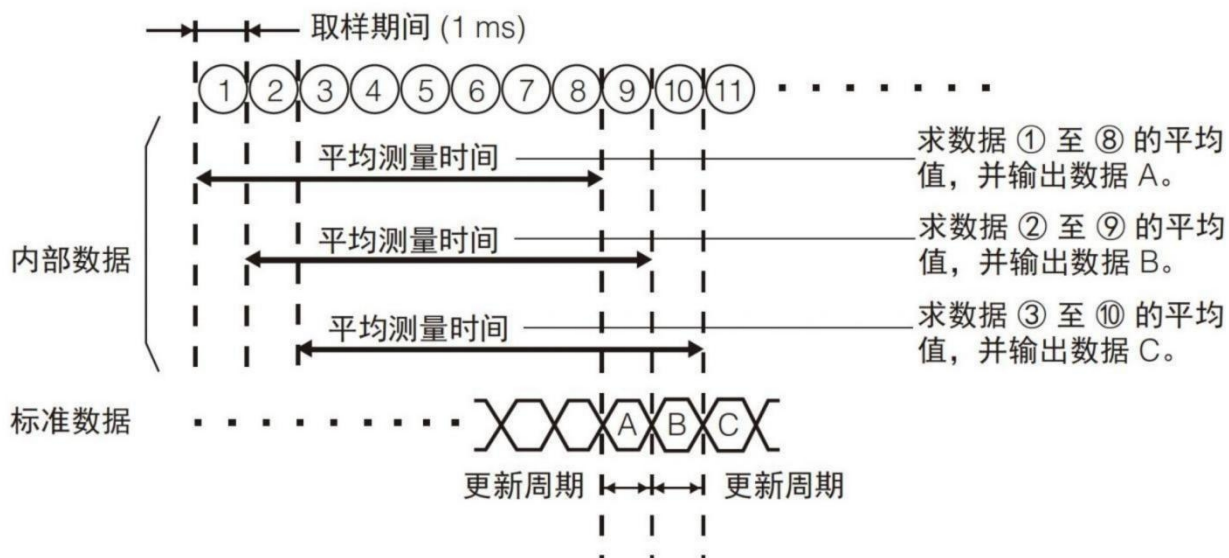 取样期间 (1 ms)
① ② ③ ④ ⑤ ⑥ ⑦ ⑧ ⑨ ⑩ ⑪
平均测量时间
求数据 ① 至 ⑧ 的平均
值，并输出数据 A。
内部数据
平均测量时间
求数据 ② 至 ⑨ 的平均
值，并输出数据 B。
平均测量时间
求数据 ③ 至 ⑩ 的平均
值，并输出数据 C。
标准数据
A B C
更新周期 更新周期